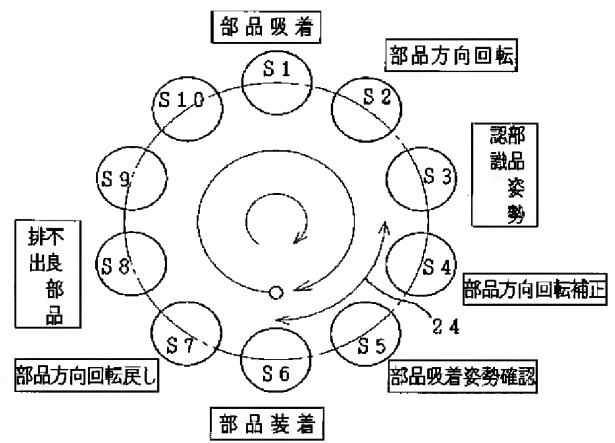 部品吸着
S1
部品方向回転
S2
S10
部品姿勢
認識
S3
S9
S4
部品方向回転補正
不良部品
排出
S8
24
S5
部品吸着姿勢確認
S7
部品方向回転戻し
S6
部品装着